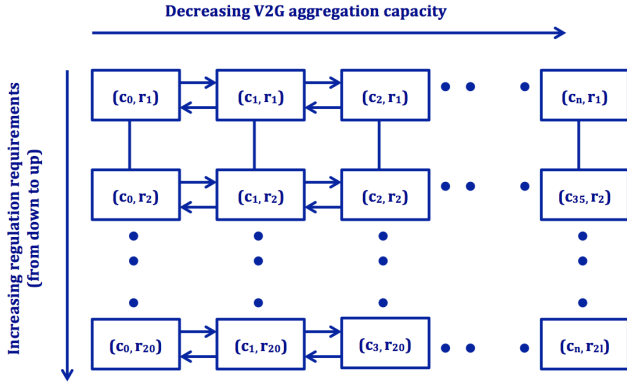 Decreasing V2G aggregation capacity
Increasing regulation requirements
(from down to up)
(c₀, r₁) (c₁, r₁) (c₂, r₁) (cₙ, r₁)
(c₀, r₂) (c₁, r₂) (c₂, r₂) (c₃₅, r₂)
(c₀, r₂₀) (c₁, r₂₀) (c₃, r₂₀) (cₙ, r₂I)